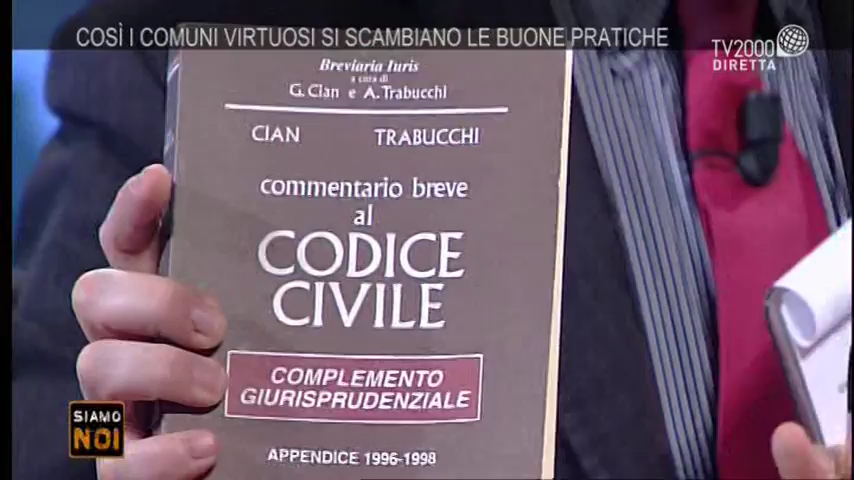 COSÌ I COMUNI VIRTUOSI SI SCAMBIANO LE BUONE PRATICHE
TV2000
DIRETTA
Breviaria Iuris
a cura di
G. Cian e A. Trabucchi
CIAN TRABUCCHI
commentario breve
al
CODICE
CIVILE
COMPLEMENTO
GIURISPRUDENZIALE
APPENDICE 1996-1998
SIAMO
NOI